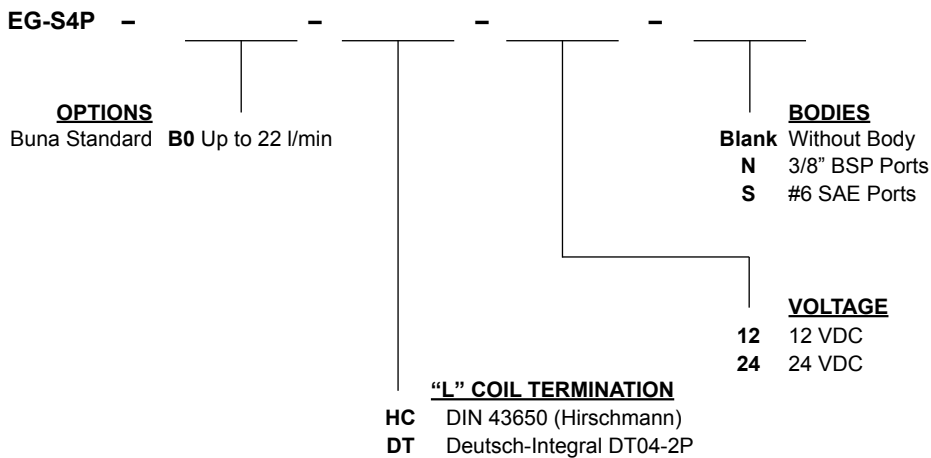 EG-S4P – – – –
OPTIONS
Buna Standard B0 Up to 22 l/min
BODIES
Blank Without Body
N 3/8” BSP Ports
S #6 SAE Ports
VOLTAGE
12 12 VDC
24 24 VDC
“L” COIL TERMINATION
HC DIN 43650 (Hirschmann)
DT Deutsch-Integral DT04-2P